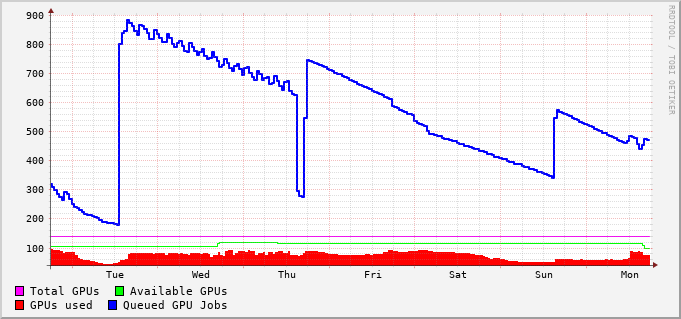 900
800
700
600
500
400
300
200
100
Tue Wed Thu Fri Sat Sun Mon
Total GPUs Available GPUs
GPUs used Queued GPU Jobs
RRDTOOL / TOBI OETIKER